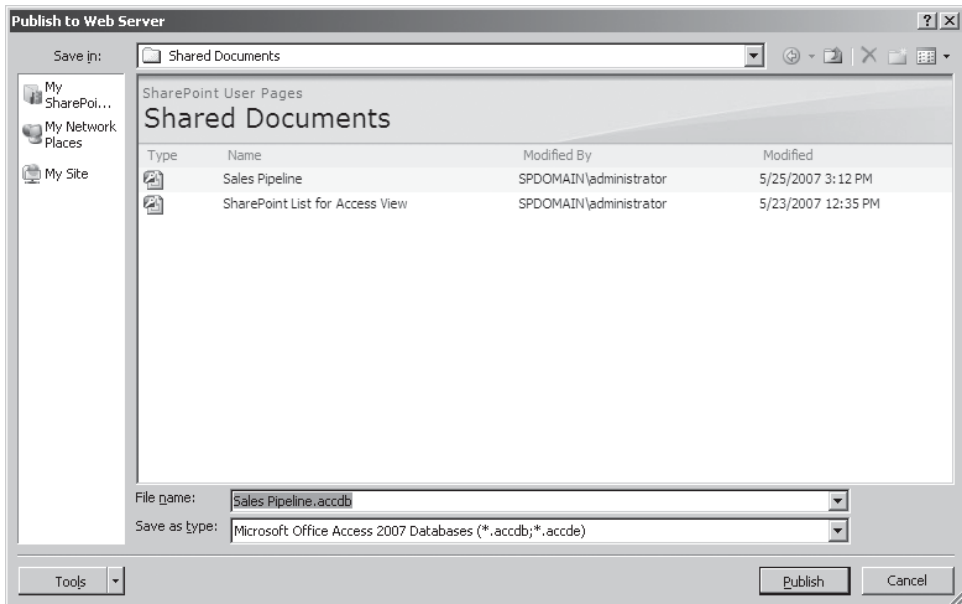 Publish to Web Server
Save in:
Shared Documents
My SharePoi...
My Network Places
My Site
SharePoint User Pages
Shared Documents
Type Name Modified By Modified
Sales Pipeline SPDOMAIN\administrator 5/25/2007 3:12 PM
SharePoint List for Access View SPDOMAIN\administrator 5/23/2007 12:35 PM
File name: Sales Pipeline.accdb
Save as type: Microsoft Office Access 2007 Databases (*.accdb;*.accde)
Tools Publish Cancel